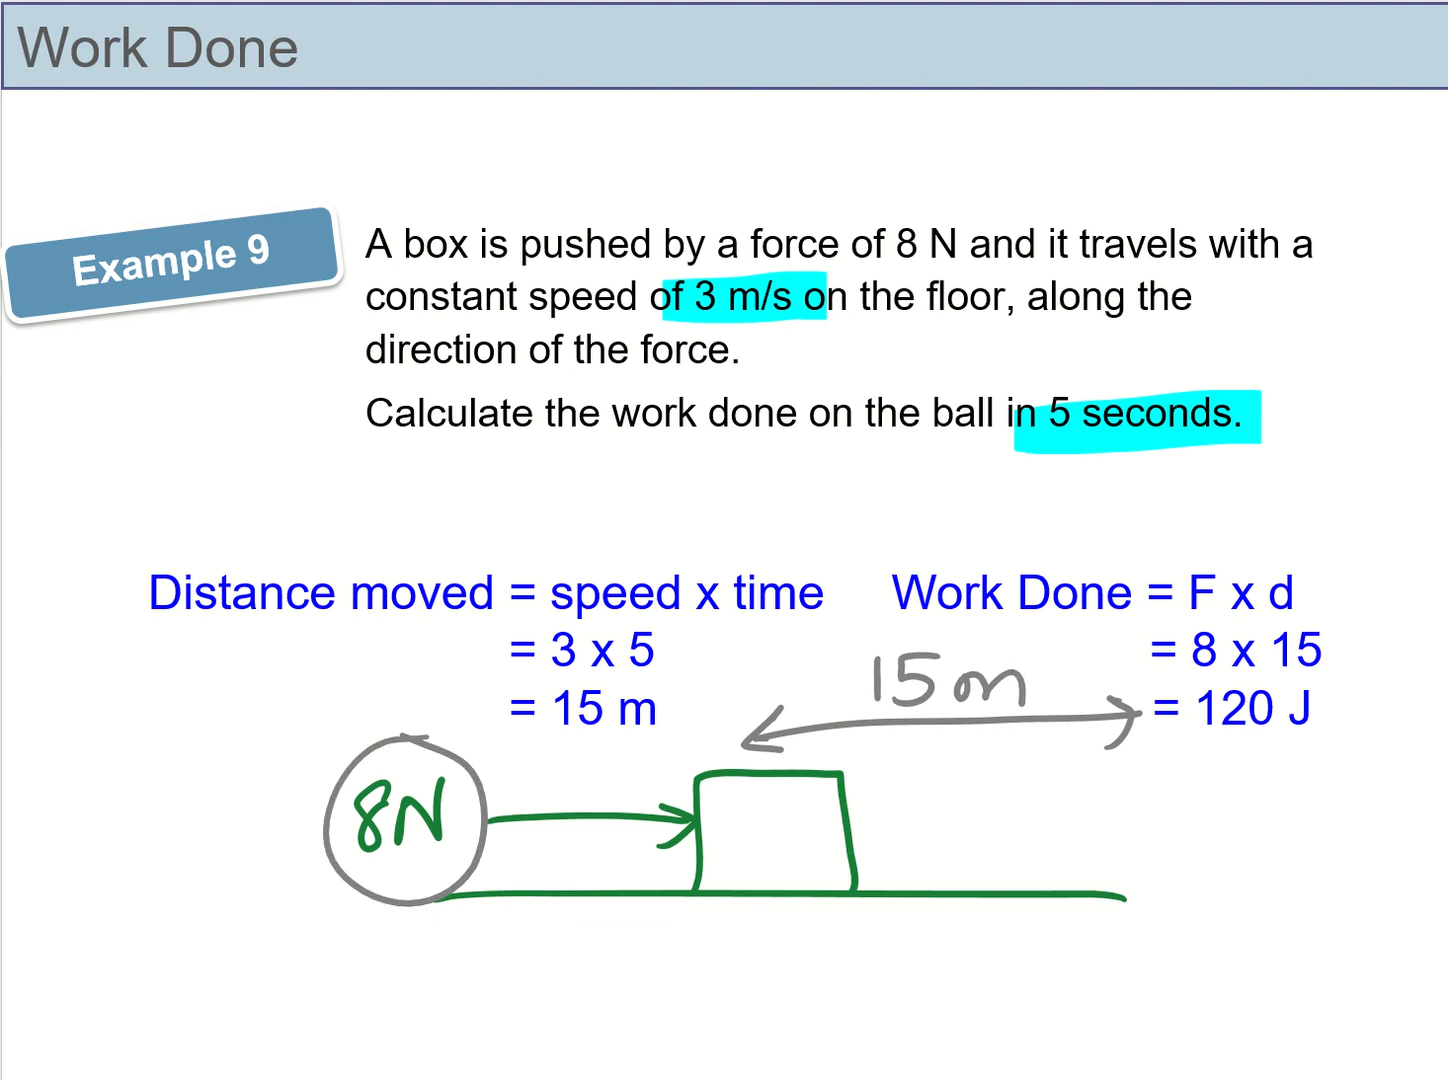 Work Done
Example 9
A box is pushed by a force of 8 N and it travels with a
constant speed of 3 m/s on the floor, along the
direction of the force.
Calculate the work done on the ball in 5 seconds.
Distance moved = speed x time
= 3 x 5
= 15 m
Work Done = F x d
= 8 x 15
= 120 J
15 m
8N